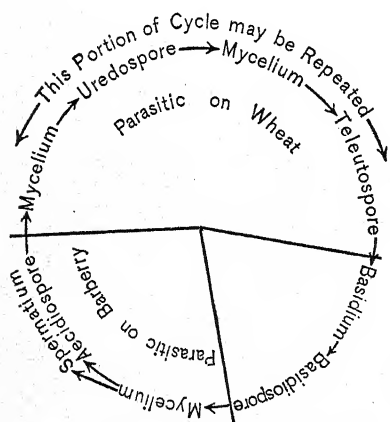 This Portion of Cycle may be Repeated
Mycelium → Uredospore → Mycelium → Teleutospore
Parasitic on Wheat
Basidium → Basidiospore
Mycelium
Aecidiospore
Spermatium
Parasitic on Barberry